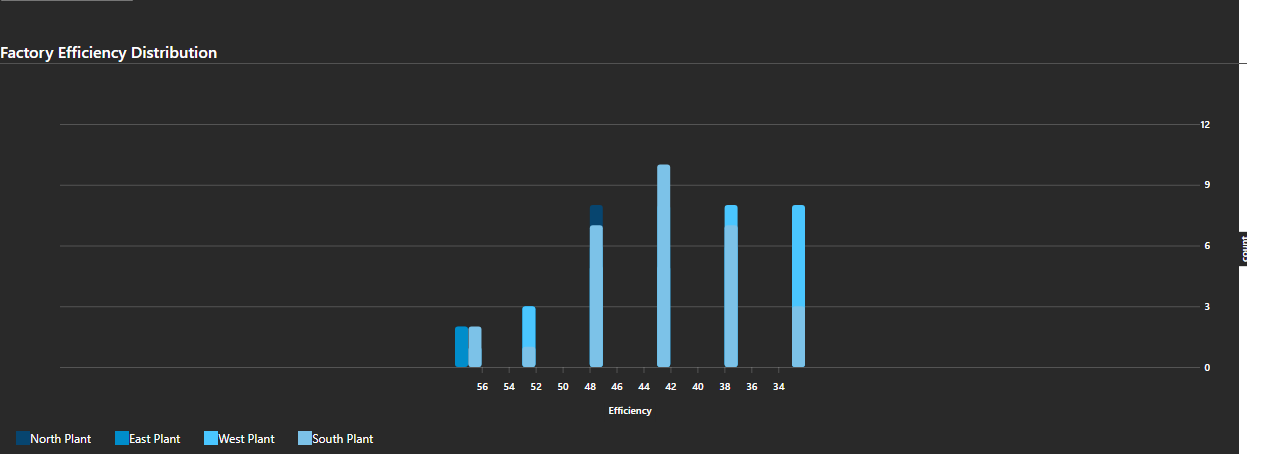 Factory Efficiency Distribution
12
9
6
3
0
count
56 54 52 50 48 46 44 42 40 38 36 34
Efficiency
North Plant East Plant West Plant South Plant